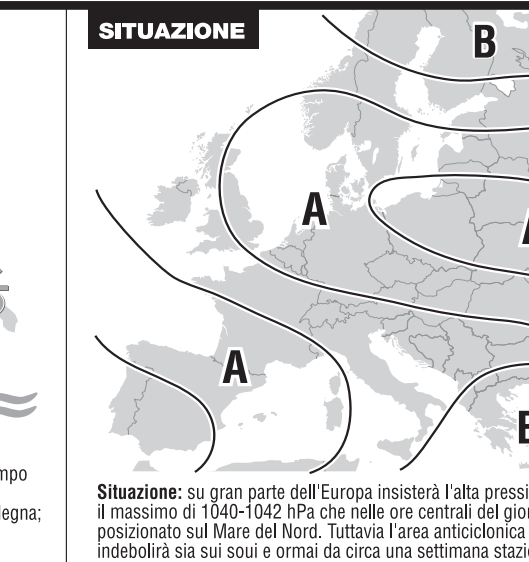 SITUAZIONE
B
A
A
mpo
legna;
Situazione: su gran parte dell'Europa insisterà l'alta pressi
il massimo di 1040-1042 hPa che nelle ore centrali del gior
posizionato sul Mare del Nord. Tuttavia l'area anticiclonica
indebolirà sia sui soui e ormai da circa una settimana stazi